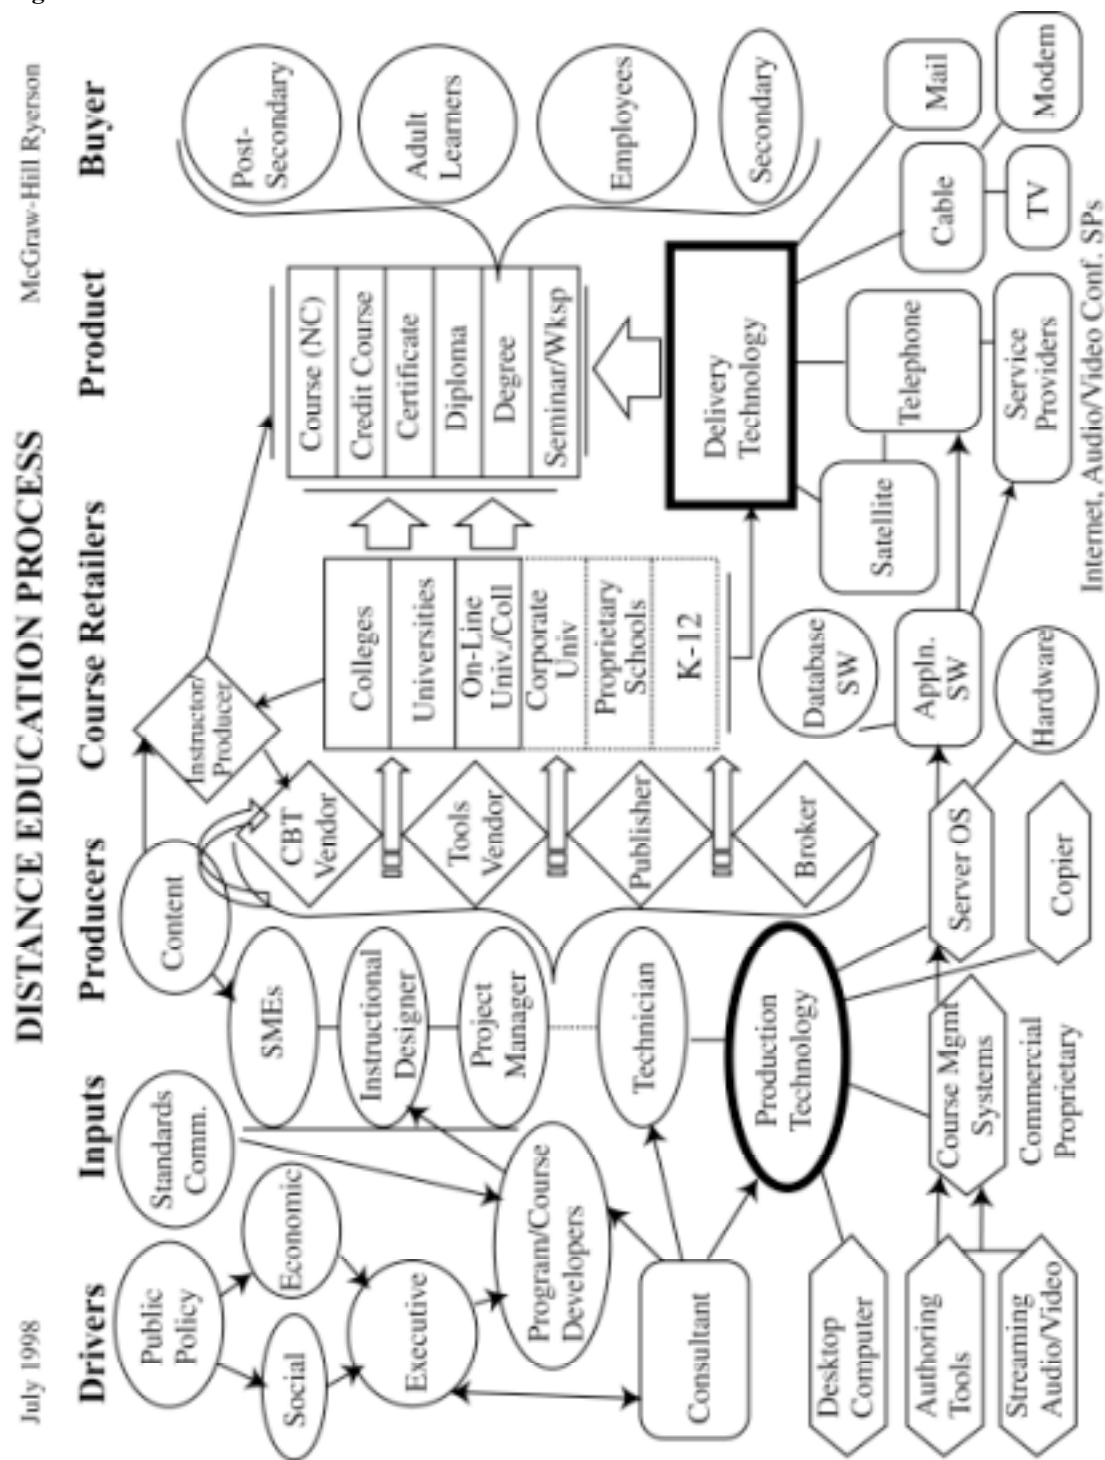 July 1998
DISTANCE EDUCATION PROCESS
McGraw-Hill Ryerson
Drivers
Inputs
Producers
Course Retailers
Product
Buyer
Public
Policy
Social
Economic
Executive
Consultant
Desktop
Computer
Authoring
Tools
Streaming
Audio/Video
Standards
Comm.
Program/Course
Developers
Content
SMEs
Instructional
Designer
Project
Manager
Technician
Production
Technology
Course Mgmt
Systems
Commercial
Proprietary
Server OS
Copier
Hardware
Instructor/
Producer
CBT
Vendor
Tools
Vendor
Publisher
Broker
Colleges
Universities
On-Line
Univ./Coll
Corporate
Univ
Proprietary
Schools
K-12
Database
SW
Appln.
SW
Course (NC)
Credit Course
Certificate
Diploma
Degree
Seminar/Wksp
Delivery
Technology
Satellite
Telephone
Service
Providers
Internet, Audio/Video Conf. SPs
Cable
TV
Mail
Modem
Post-
Secondary
Adult
Learners
Employees
Secondary